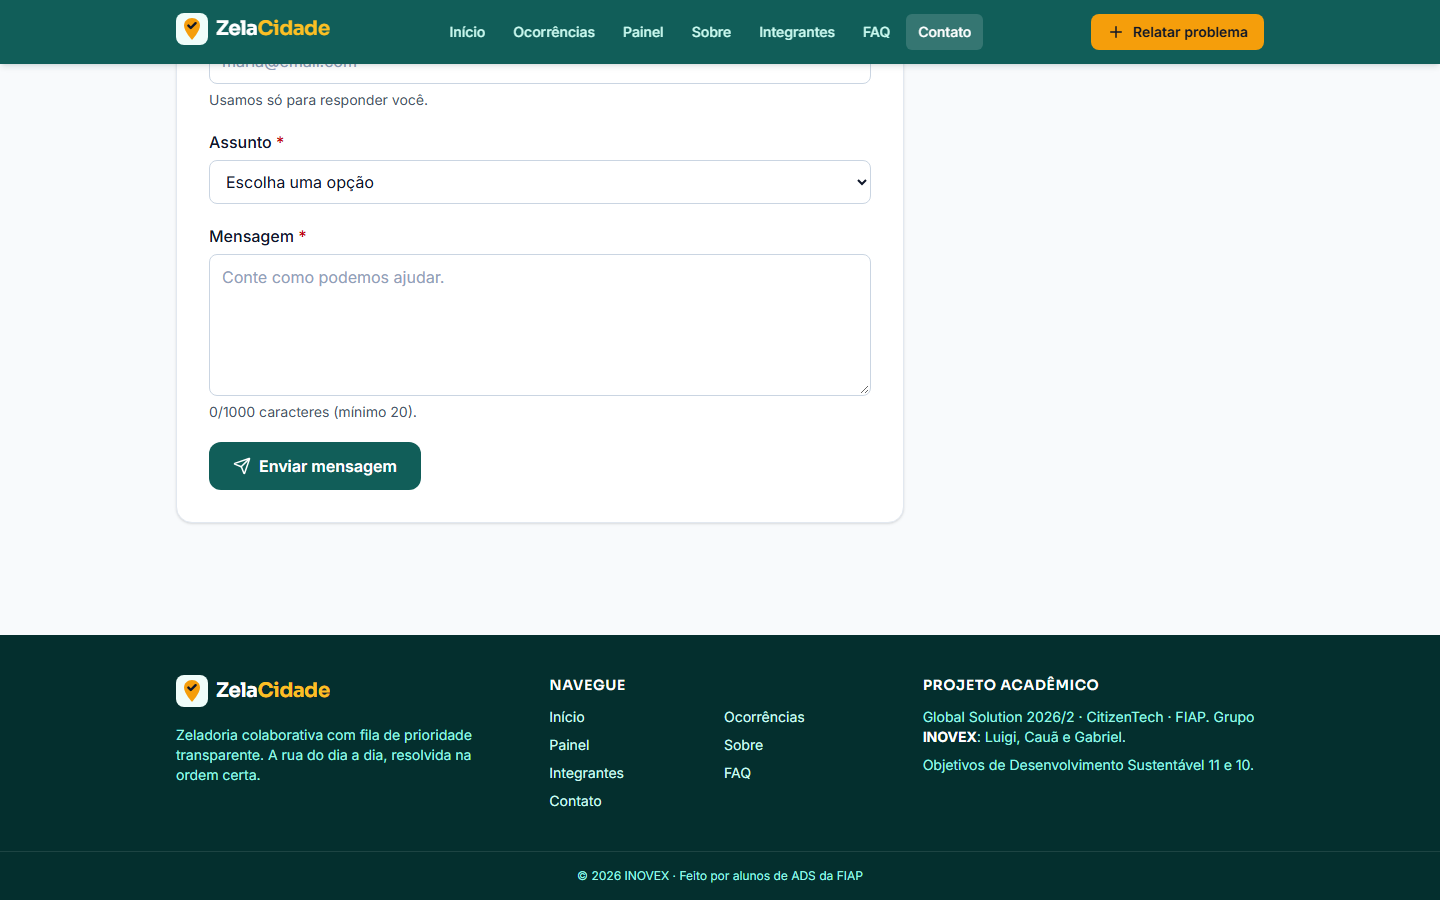 ZelaCidade
Início
Ocorrências
Painel
Sobre
Integrantes
FAQ
Contato
Relatar problema
maria@email.com
Usamos só para responder você.
Assunto *
Escolha uma opção
Mensagem *
Conte como podemos ajudar.
0/1000 caracteres (mínimo 20).
Enviar mensagem
ZelaCidade
Zeladoria colaborativa com fila de prioridade
transparente. A rua do dia a dia, resolvida na
ordem certa.
NAVEGUE
Início
Ocorrências
Painel
Sobre
Integrantes
FAQ
Contato
PROJETO ACADÊMICO
Global Solution 2026/2 · CitizenTech · FIAP. Grupo
INOVEX: Luigi, Cauã e Gabriel.
Objetivos de Desenvolvimento Sustentável 11 e 10.
© 2026 INOVEX · Feito por alunos de ADS da FIAP